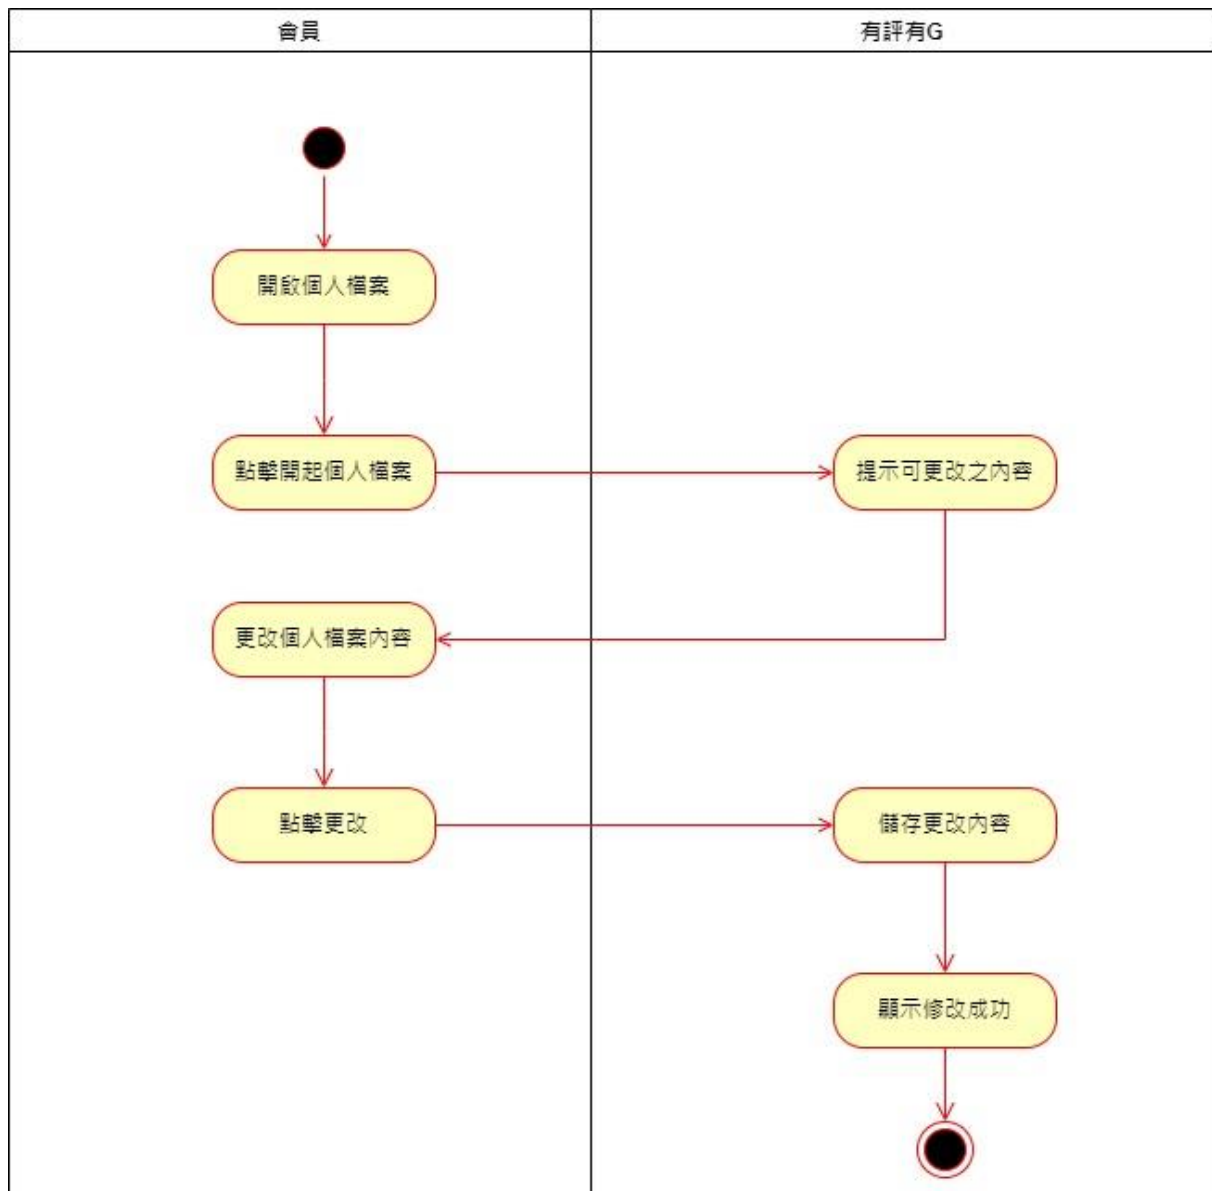 會員
有評有G
開啟個人檔案
點擊開起個人檔案
提示可更改之內容
更改個人檔案內容
點擊更改
儲存更改內容
顯示修改成功